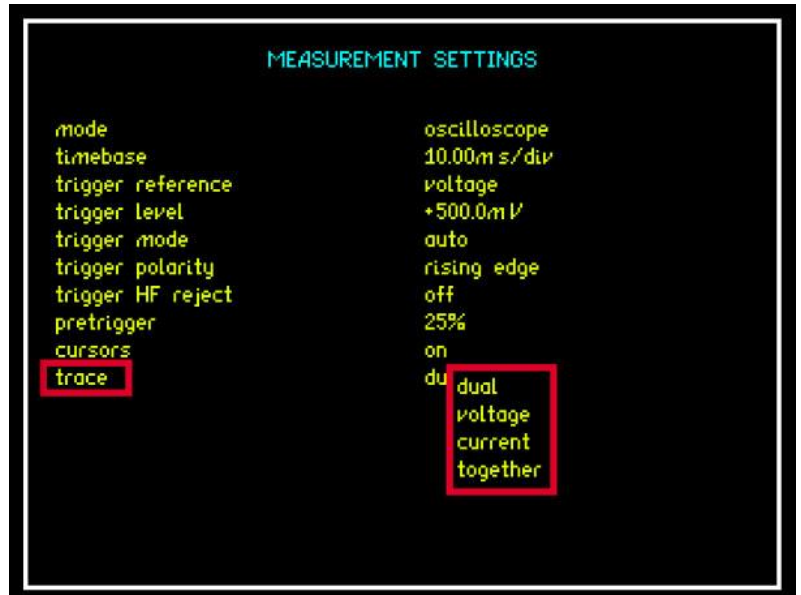 MEASUREMENT SETTINGS
mode oscilloscope
timebase 10.00m s/div
trigger reference voltage
trigger level +500.0mV
trigger mode auto
trigger polarity rising edge
trigger HF reject off
pretrigger 25%
cursors on
trace du
dual
voltage
current
together